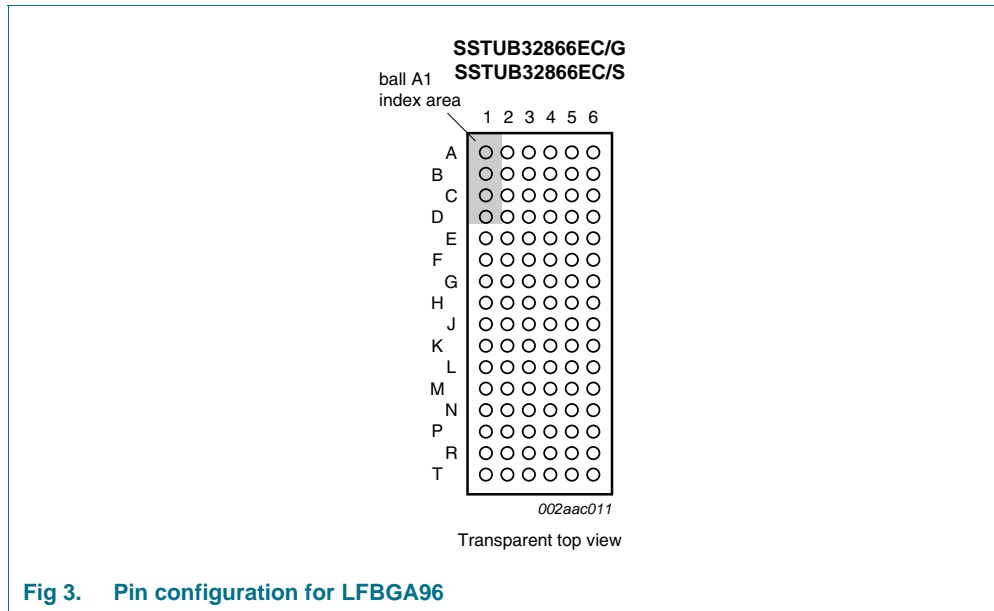 SSTUB32866EC/G
SSTUB32866EC/S
ball A1
index area
1 2 3 4 5 6
A
B
C
D
E
F
G
H
J
K
L
M
N
P
R
T
002aac011
Transparent top view
Fig 3. Pin configuration for LFBGA96